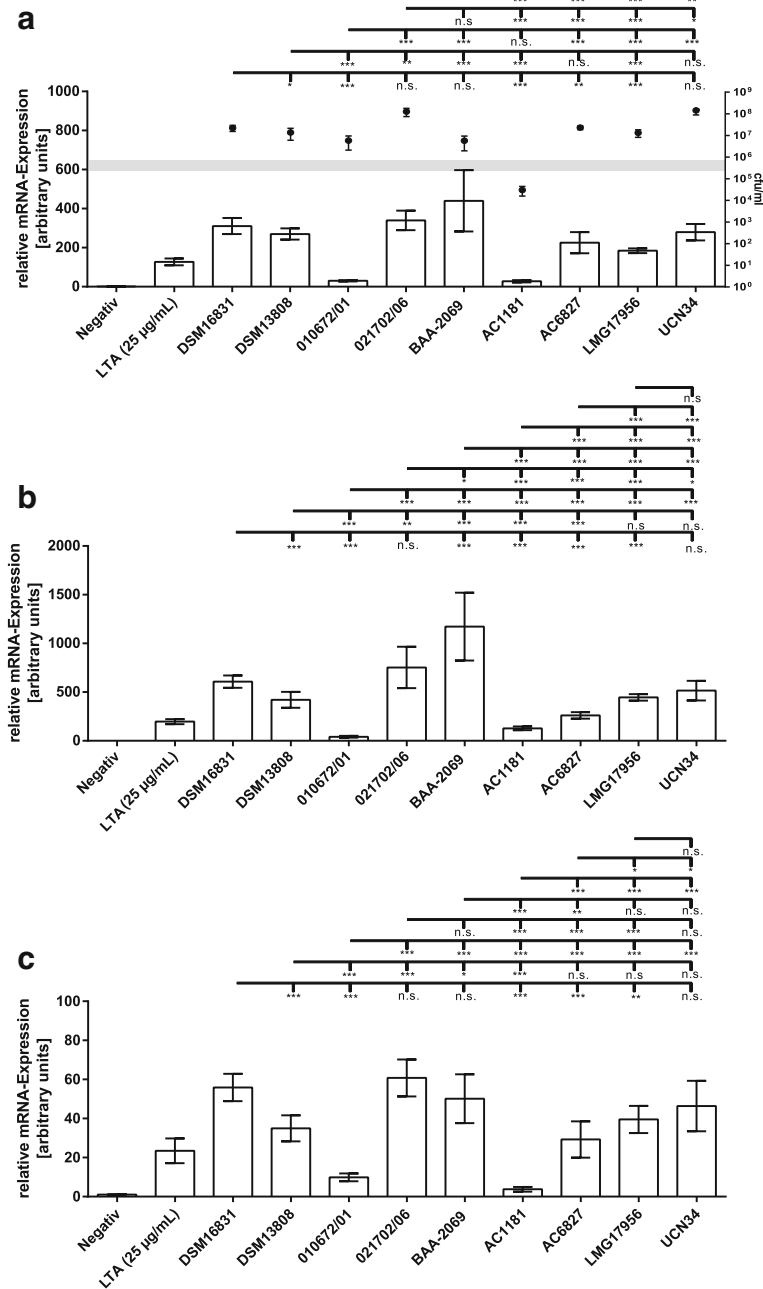 a
n.s *** *** *** *
*** *** n.s. *** *** ***
*** ** *** *** n.s. *** n.s.
* *** n.s. n.s. *** ** *** n.s.
relative mRNA-Expression
[arbitrary units]
1000
800
600
400
200
0
10⁹
10⁸
10⁷
10⁶
10⁵
10⁴
10³
10²
10¹
10⁰
cfu/ml
Negativ
LTA (25 µg/mL)
DSM16831
DSM13808
010672/01
021702/06
BAA-2069
AC1181
AC6827
LMG17956
UCN34
b
n.s
*** ***
*** *** ***
*** *** *** ***
* *** *** *** *
*** *** *** *** *** ***
*** ** *** *** *** n.s n.s.
*** *** n.s. *** *** *** *** n.s.
relative mRNA-Expression
[arbitrary units]
2000
1500
1000
500
0
Negativ
LTA (25 µg/mL)
DSM16831
DSM13808
010672/01
021702/06
BAA-2069
AC1181
AC6827
LMG17956
UCN34
c
n.s.
* *
*** *** ***
*** ** n.s. n.s.
n.s. *** *** *** n.s.
*** *** *** *** *** ***
*** *** * *** n.s. n.s n.s.
*** *** n.s. n.s. *** *** ** n.s.
relative mRNA-Expression
[arbitrary units]
100
80
60
40
20
0
Negativ
LTA (25 µg/mL)
DSM16831
DSM13808
010672/01
021702/06
BAA-2069
AC1181
AC6827
LMG17956
UCN34